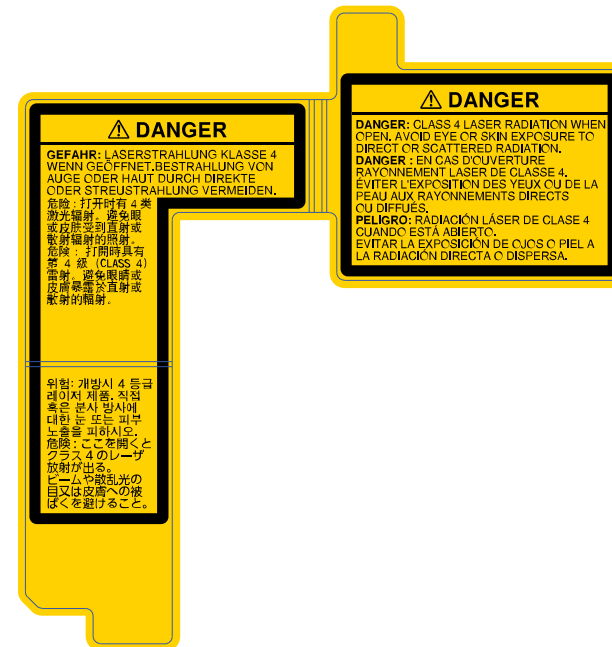 DANGER
GEFAHR: LASERSTRAHLUNG KLASSE 4
WENN GEÖFFNET.BESTRAHLUNG VON
AUGE ODER HAUT DURCH DIREKTE
ODER STREUSTRAHLUNG VERMEIDEN.
危险：打开时有 4 类
激光辐射。避免眼
或皮肤受到直射或
散射辐射的照射。
危険：打開時具有
第 4 級 (CLASS 4)
雷射。避免眼睛或
皮膚暴露於直射或
散射的輻射。
위험: 개방시 4 등급
레이저 제품. 직접
혹은 분사 방사에
대한 눈 또는 피부
노출을 피하시오.
危険：ここを開くと
クラス 4 のレーザ
放射が出る。
ビームや散乱光の
目又は皮膚への被
ばくを避けること。
DANGER
DANGER: CLASS 4 LASER RADIATION WHEN
OPEN. AVOID EYE OR SKIN EXPOSURE TO
DIRECT OR SCATTERED RADIATION.
DANGER : EN CAS D'OUVERTURE
RAYONNEMENT LASER DE CLASSE 4.
ÉVITER L'EXPOSITION DES YEUX OU DE LA
PEAU AUX RAYONNEMENTS DIRECTS
OU DIFFUÉS.
PELIGRO: RADIACIÓN LÁSER DE CLASE 4
CUANDO ESTÁ ABIERTO.
EVITAR LA EXPOSICIÓN DE OJOS O PIEL A
LA RADIACIÓN DIRECTA O DISPERSA.